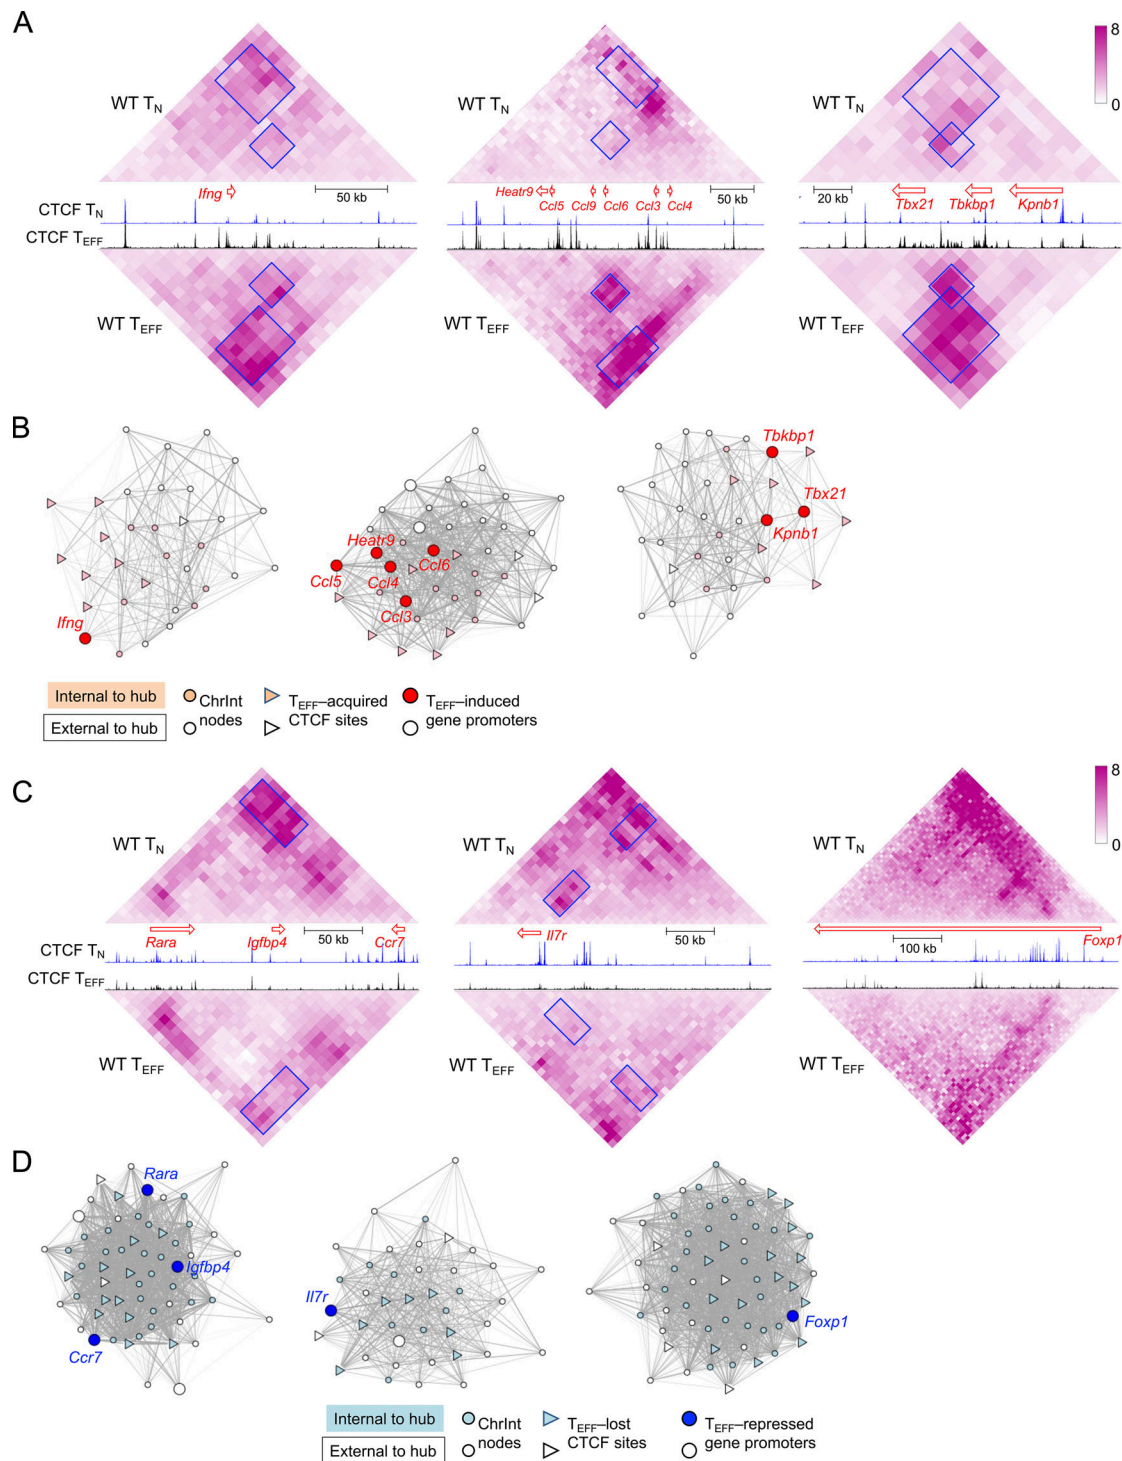 A
WT TN
WT TN
WT TN
8
0
Ifng
50 kb
Heatr9
Ccl5 Ccl9 Ccl6 Ccl3 Ccl4
50 kb
20 kb
Tbx21 Tbkbp1 Kpnb1
CTCF TN
CTCF TEFF
WT TEFF
WT TEFF
WT TEFF
B
Ifng
Heatr9
Ccl5
Ccl4
Ccl6
Ccl3
Tbkbp1
Tbx21
Kpnb1
Internal to hub
External to hub
ChrInt
nodes
TEFF–acquired
CTCF sites
TEFF–induced
gene promoters
C
WT TN
WT TN
WT TN
8
0
Rara
Igfbp4
50 kb
Ccr7
Il7r
50 kb
100 kb
Foxp1
CTCF TN
CTCF TEFF
WT TEFF
WT TEFF
WT TEFF
D
Rara
Igfbp4
Ccr7
Il7r
Foxp1
Internal to hub
External to hub
ChrInt
nodes
TEFF–lost
CTCF sites
TEFF–repressed
gene promoters